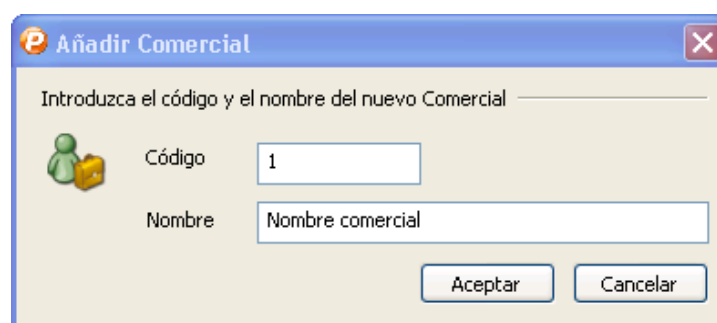 Añadir Comercial
Introduzca el código y el nombre del nuevo Comercial
Código 1
Nombre Nombre comercial
Aceptar Cancelar